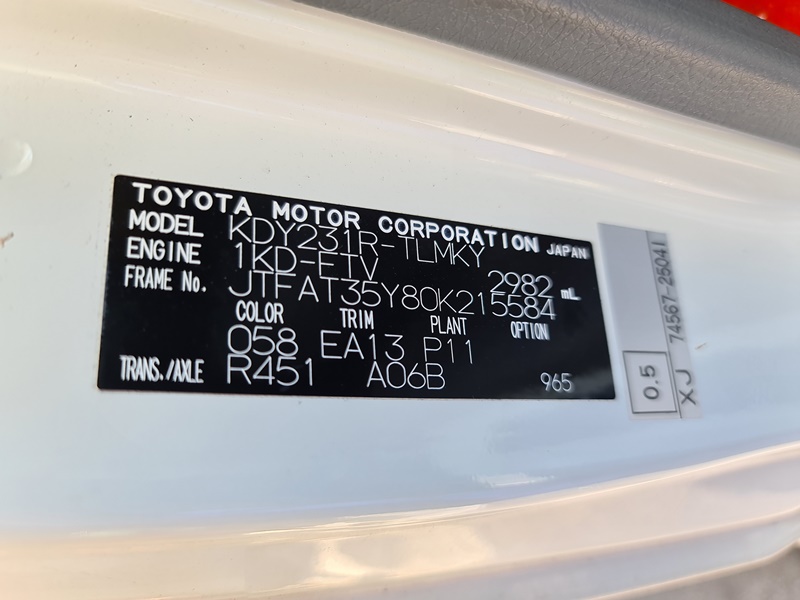 TOYOTA MOTOR CORPORATION JAPAN
MODEL KDY231R-TLMKY
ENGINE 1KD-FTV 2982 mL
FRAME No. JTFAT35Y80K215584
COLOR TRIM PLANT OPTION
058 EA13 P11
TRANS./AXLE R451 A06B 965
74567-25041
0.5 XJ